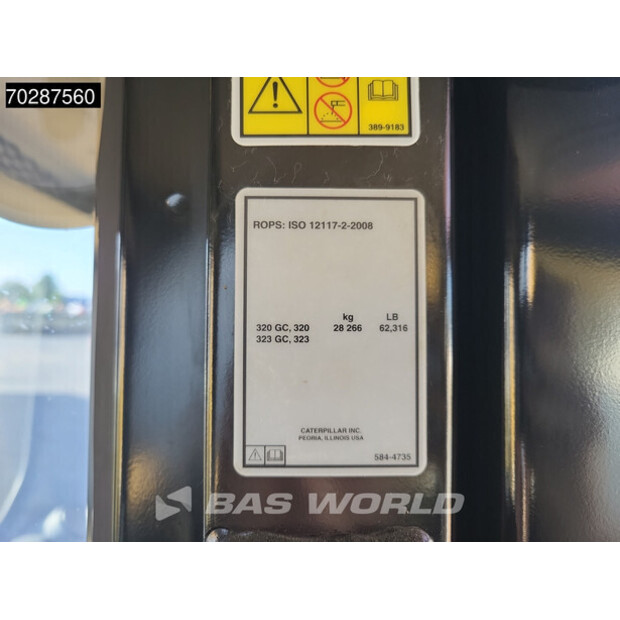 70287560
389-9183
ROPS: ISO 12117-2-2008
kg LB
320 GC, 320 28 266 62,316
323 GC, 323
CATERPILLAR INC.
PEORIA, ILLINOIS USA
584-4735
BAS WORLD